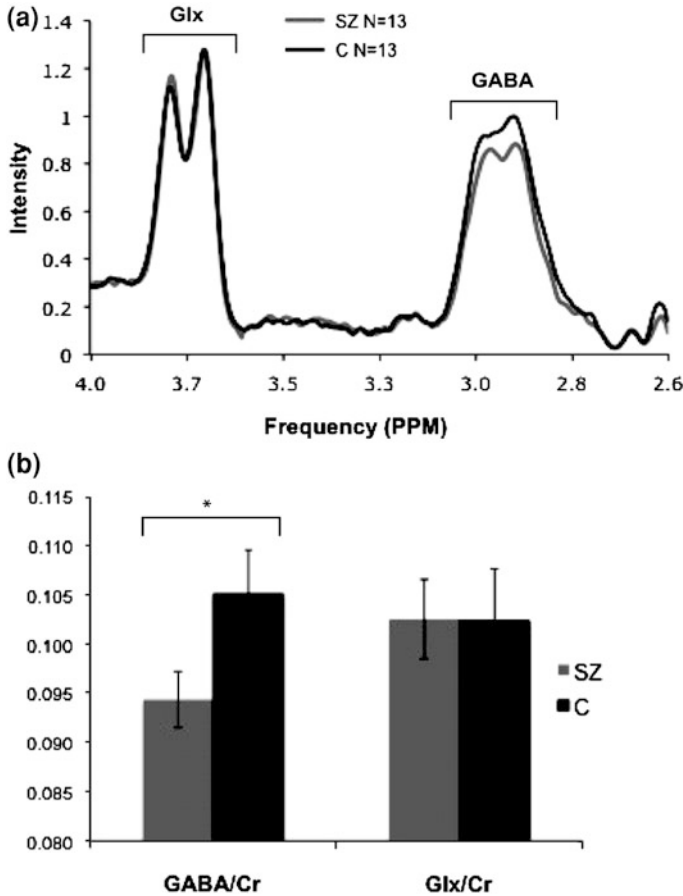 (a)
Glx
SZ N=13
C N=13
GABA
1.4
1.2
1
0.8
0.6
0.4
0.2
0
Intensity
4.0 3.7 3.5 3.3 3.0 2.8 2.6
Frequency (PPM)
(b)
*
0.115
0.110
0.105
0.100
0.095
0.090
0.085
0.080
SZ
C
GABA/Cr Glx/Cr